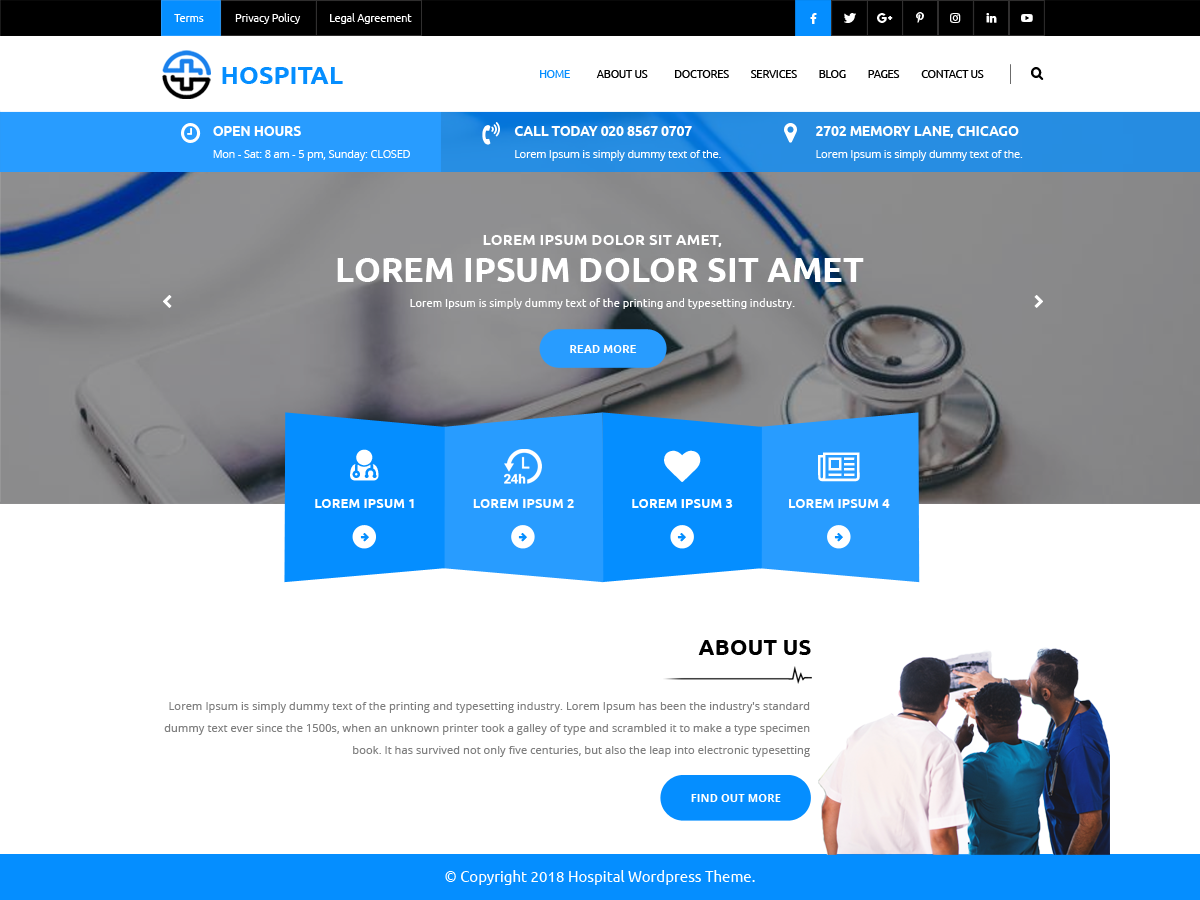 Terms
Privacy Policy
Legal Agreement
HOSPITAL
HOME
ABOUT US
DOCTORES
SERVICES
BLOG
PAGES
CONTACT US
OPEN HOURS
Mon - Sat: 8 am - 5 pm, Sunday: CLOSED
CALL TODAY 020 8567 0707
Lorem Ipsum is simply dummy text of the.
2702 MEMORY LANE, CHICAGO
Lorem Ipsum is simply dummy text of the.
LOREM IPSUM DOLOR SIT AMET,
LOREM IPSUM DOLOR SIT AMET
Lorem Ipsum is simply dummy text of the printing and typesetting industry.
READ MORE
LOREM IPSUM 1
24h
LOREM IPSUM 2
LOREM IPSUM 3
LOREM IPSUM 4
ABOUT US
Lorem Ipsum is simply dummy text of the printing and typesetting industry. Lorem Ipsum has been the industry's standard
dummy text ever since the 1500s, when an unknown printer took a galley of type and scrambled it to make a type specimen
book. It has survived not only five centuries, but also the leap into electronic typesetting
FIND OUT MORE
© Copyright 2018 Hospital Wordpress Theme.